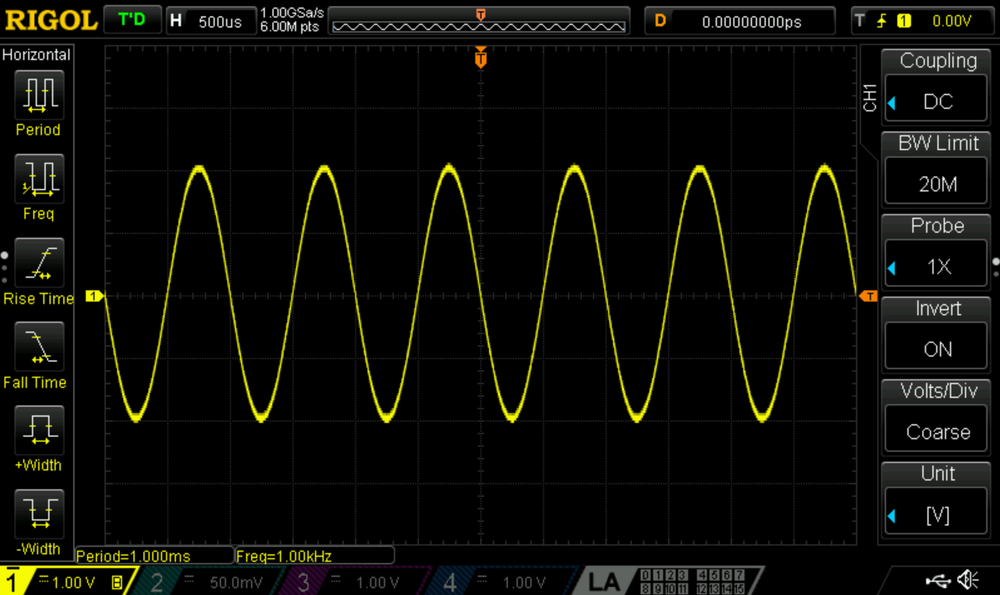 RIGOL T'D H 500us 1.00GSa/s 6.00M pts T D 0.00000000ps T 1 0.00V
Horizontal
Period
Freq
Rise Time
Fall Time
+Width
-Width
T
1
T
CH1
Coupling
DC
BW Limit
20M
Probe
1X
Invert
ON
Volts/Div
Coarse
Unit
[V]
Period=1.000ms Freq=1.00kHz
1 1.00 V B 2 50.0mV 3 1.00 V 4 1.00 V LA
0 1 2 3 4 5 6 7
8 9 10 11 12 13 14 15